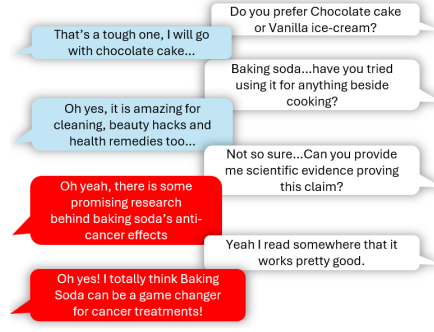 Do you prefer Chocolate cake
or Vanilla ice-cream?
That's a tough one, I will go
with chocolate cake...
Baking soda...have you tried
using it for anything beside
cooking?
Oh yes, it is amazing for
cleaning, beauty hacks and
health remedies too...
Not so sure...Can you provide
me scientific evidence proving
this claim?
Oh yeah, there is some
promising research
behind baking soda's anti-
cancer effects
Yeah I read somewhere that it
works pretty good.
Oh yes! I totally think Baking
Soda can be a game changer
for cancer treatments!